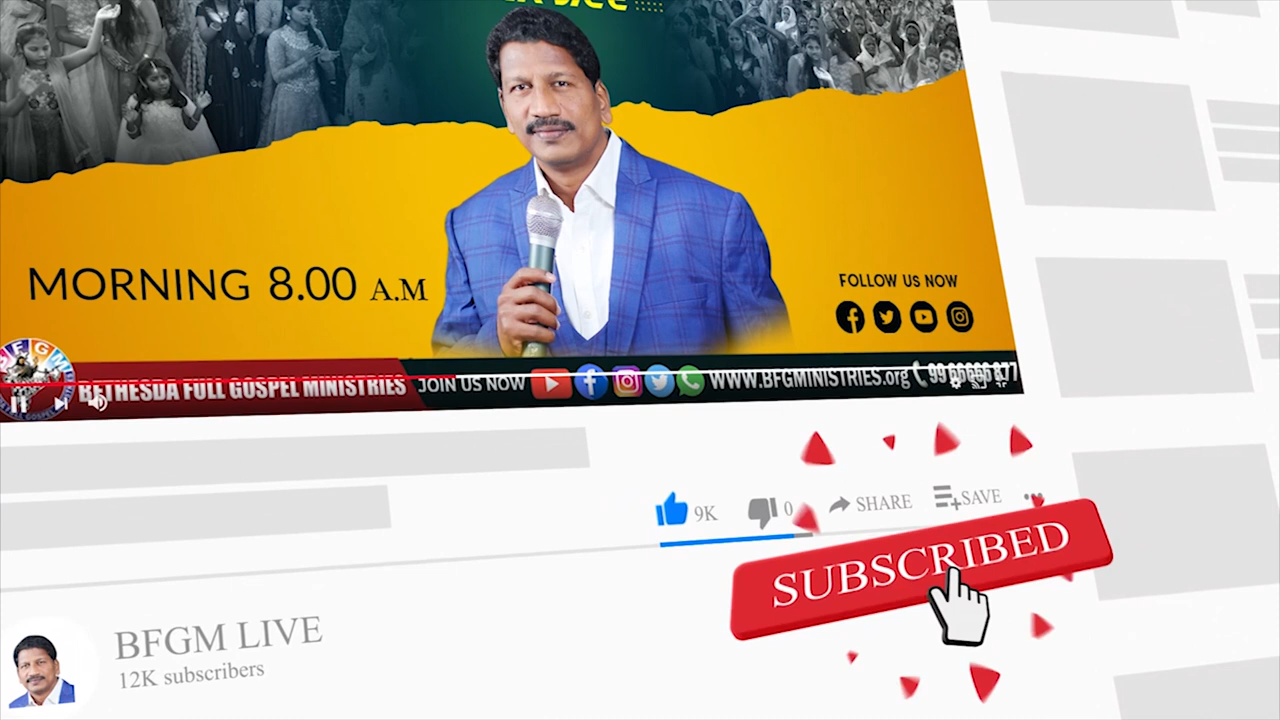 MORNING 8.00 A.M
FOLLOW US NOW
BETHESDA FULL GOSPEL MINISTRIES
JOIN US NOW
WWW.BFGMINISTRIES.org
9K
0
SHARE
SAVE
SUBSCRIBED
BFGM LIVE
12K subscribers